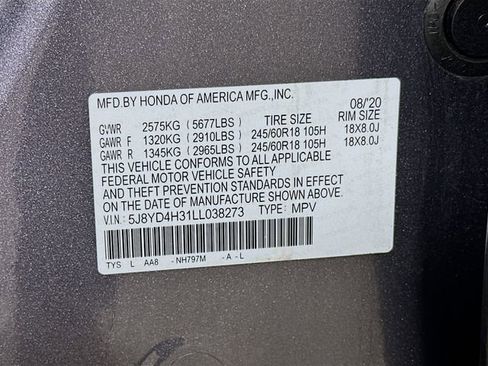 MFD.BY HONDA OF AMERICA MFG.,INC. 08/'20
GVWR 2575KG (5677LBS) TIRE SIZE RIM SIZE
GAWR F 1320KG (2910LBS) 245/60R18 105H 18X8.0J
GAWR R 1345KG (2965LBS) 245/60R18 105H 18X8.0J
THIS VEHICLE CONFORMS TO ALL APPLICABLE
FEDERAL MOTOR VEHICLE SAFETY, BUMPER,
AND THEFT PREVENTION STANDARDS IN EFFECT
ON THE DATE OF MANUFACTURE SHOWN ABOVE.
V.I.N: 5J8YD4H31LL038273 TYPE: MPV
TYS L AA8 - NH797M - A - L